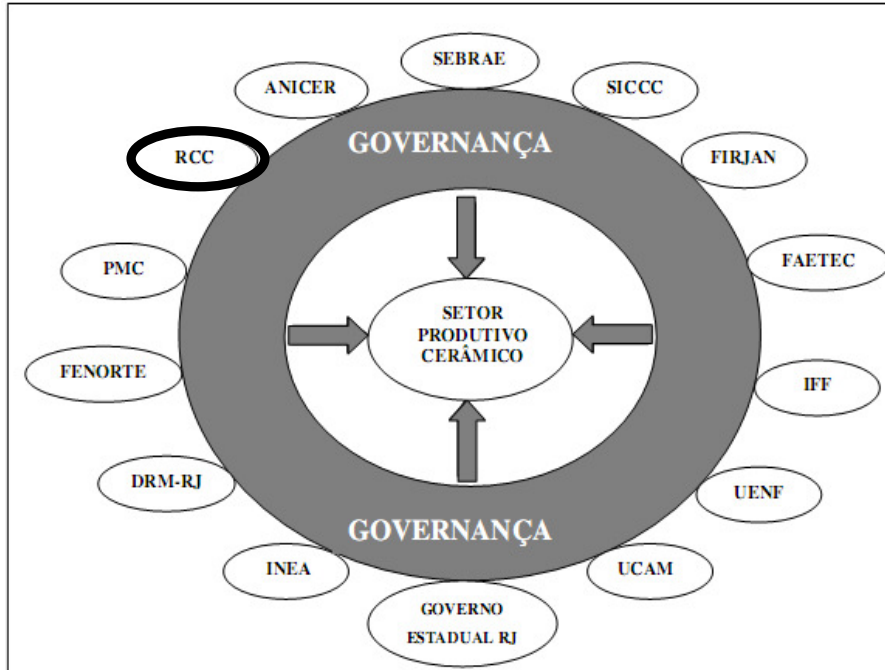 SEBRAE
ANICER
SICCC
GOVERNANÇA
RCC
FIRJAN
PMC
FAETEC
SETOR
PRODUTIVO
CERÂMICO
FENORTE
IFF
DRM-RJ
UENF
GOVERNANÇA
INEA
UCAM
GOVERNO
ESTADUAL RJ